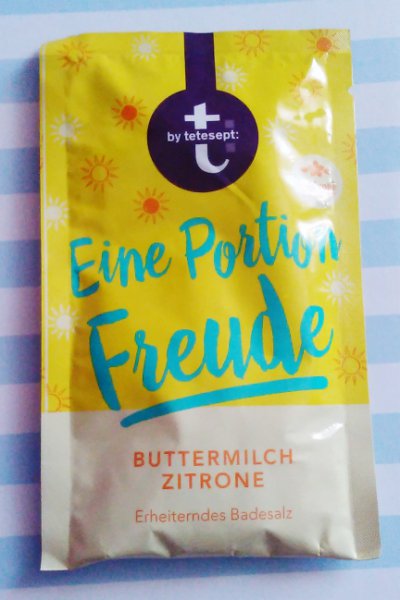 t
by tetesept:
Eine Portion
Freude
BUTTERMILCH
ZITRONE
Erheiterndes Badesalz